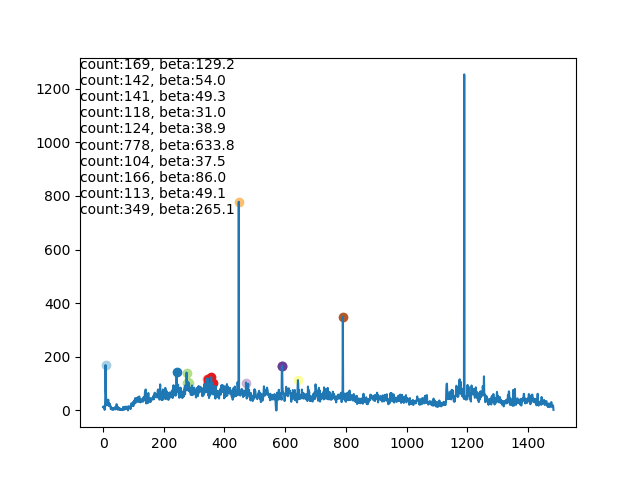 count:169, beta:129.2
count:142, beta:54.0
count:141, beta:49.3
count:118, beta:31.0
count:124, beta:38.9
count:778, beta:633.8
count:104, beta:37.5
count:166, beta:86.0
count:113, beta:49.1
count:349, beta:265.1
1200
1000
800
600
400
200
0
0 200 400 600 800 1000 1200 1400